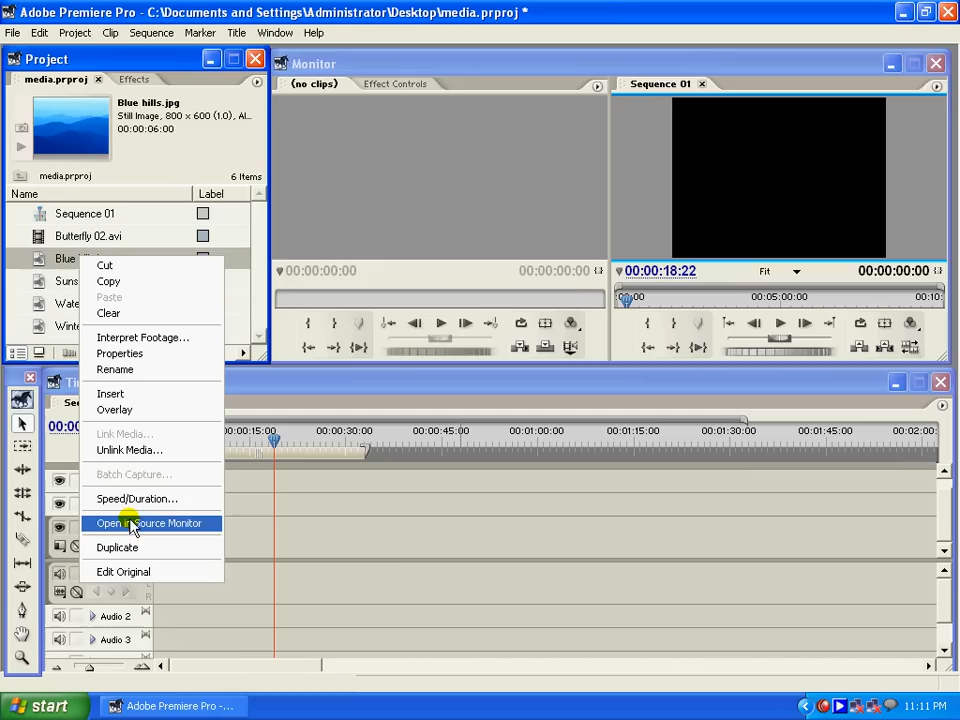 Adobe Premiere Pro - C:\Documents and Settings\Administrator\Desktop\media.prproj *
File Edit Project Clip Sequence Marker Title Window Help
Project
media.prproj × Effects
Blue hills.jpg
Still Image, 800 × 600 (1.0), Al...
00:00:06:00
media.prproj 6 Items
Name Label
Sequence 01
Butterfly 02.avi
Blue
Suns
Wate
Winte
Monitor
(no clips) Effect Controls
Sequence 01 ×
00:00:00:00 00:00:00:00
00:00:18:22 Fit 00:00:00:00
00:00 00:05:00:00 00:10:
Cut
Copy
Paste
Clear
Interpret Footage...
Properties
Rename
Insert
Overlay
Link Media...
Unlink Media...
Batch Capture...
Speed/Duration...
Open in Source Monitor
Duplicate
Edit Original
00:00:15:00 00:00:30:00 00:00:45:00 00:01:00:00 00:01:15:00 00:01:30:00 00:01:45:00 00:02:00
L
R
Audio 2
Audio 3
start Adobe Premiere Pro -... 11:11 PM